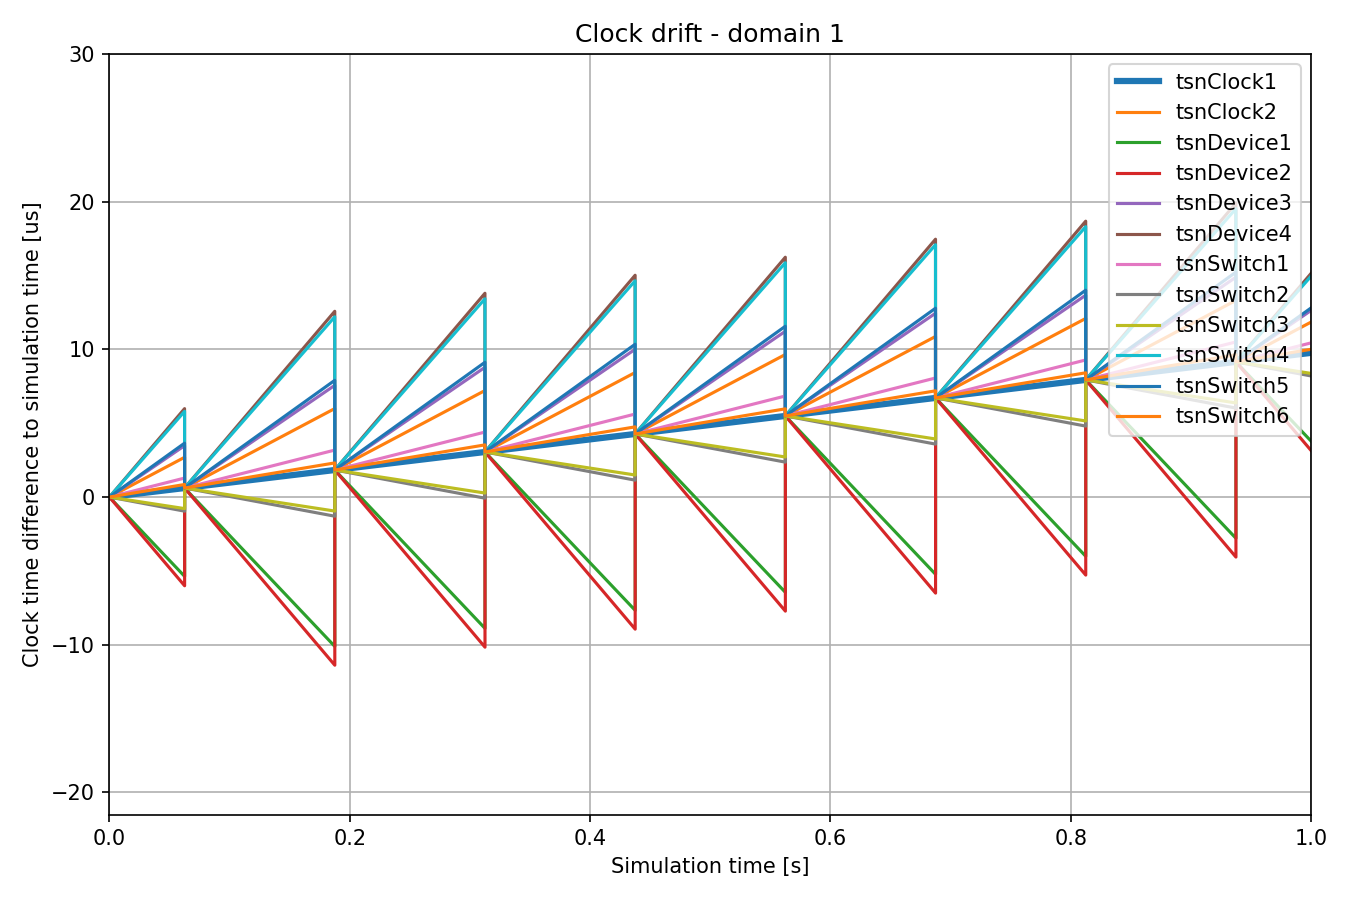 Clock drift - domain 1
Clock time difference to simulation time [us]
30
20
10
0
−10
−20
0.0 0.2 0.4 0.6 0.8 1.0
Simulation time [s]
tsnClock1
tsnClock2
tsnDevice1
tsnDevice2
tsnDevice3
tsnDevice4
tsnSwitch1
tsnSwitch2
tsnSwitch3
tsnSwitch4
tsnSwitch5
tsnSwitch6